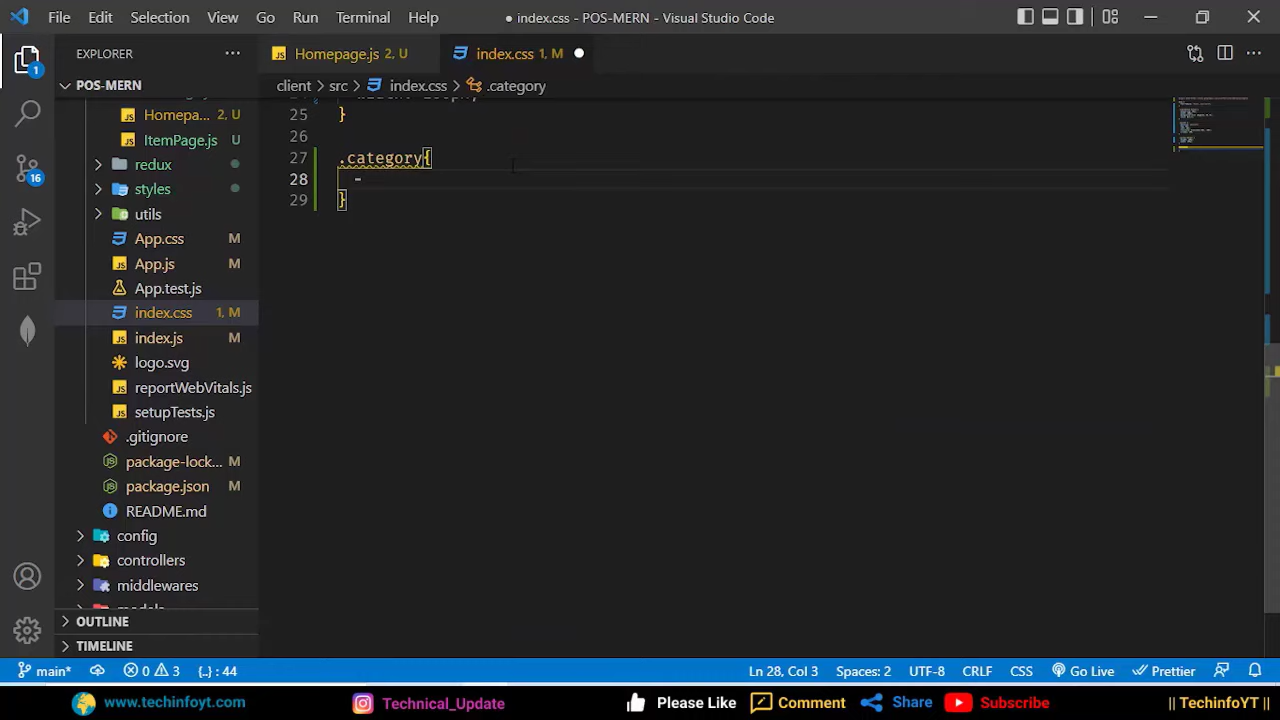 File Edit Selection View Go Run Terminal Help
● index.css - POS-MERN - Visual Studio Code
EXPLORER ···
Homepage.js 2, U
index.css 1, M ●
POS-MERN
client > src > index.css > .category
Homepa... 2, U
ItemPage.js U
redux
styles
utils
App.css M
App.js M
App.test.js
index.css 1, M
index.js M
logo.svg
reportWebVitals.js
setupTests.js
.gitignore
package-lock... M
package.json M
README.md
config
controllers
middlewares
models
OUTLINE
TIMELINE
1
16
25 }
26
27 .category{
28
29 }
main* 0 3 {..} : 44
Ln 28, Col 3 Spaces: 2 UTF-8 CRLF CSS Go Live Prettier
www.techinfoyt.com Technical_Update Please Like Comment Share Subscribe || TechinfoYT ||